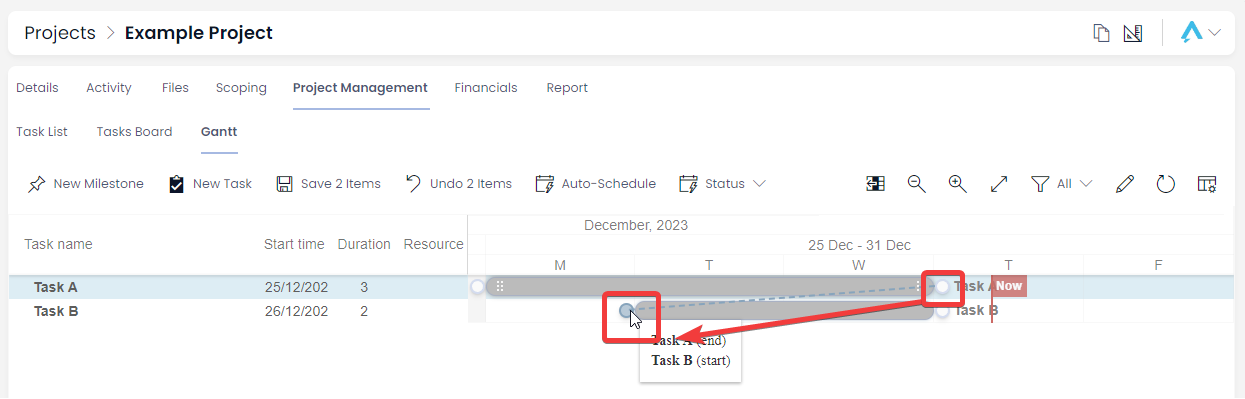 Projects > Example Project
Details Activity Files Scoping Project Management Financials Report
Task List Tasks Board Gantt
New Milestone New Task Save 2 Items Undo 2 Items Auto-Schedule Status All
December, 2023
Task name Start time Duration Resource 25 Dec - 31 Dec
M T W T F
Task A 25/12/202 3 Task A Now
Task B 26/12/202 2 Task B
Task A (end)
Task B (start)